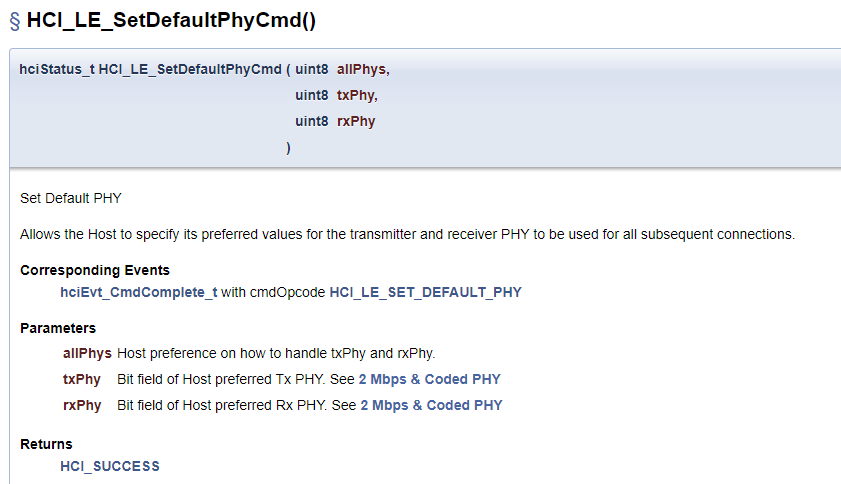 § HCI_LE_SetDefaultPhyCmd()
hciStatus_t HCI_LE_SetDefaultPhyCmd ( uint8 allPhys,
uint8 txPhy,
uint8 rxPhy
)
Set Default PHY
Allows the Host to specify its preferred values for the transmitter and receiver PHY to be used for all subsequent connections.
Corresponding Events
hciEvt_CmdComplete_t with cmdOpcode HCI_LE_SET_DEFAULT_PHY
Parameters
allPhys Host preference on how to handle txPhy and rxPhy.
txPhy Bit field of Host preferred Tx PHY. See 2 Mbps & Coded PHY
rxPhy Bit field of Host preferred Rx PHY. See 2 Mbps & Coded PHY
Returns
HCI_SUCCESS